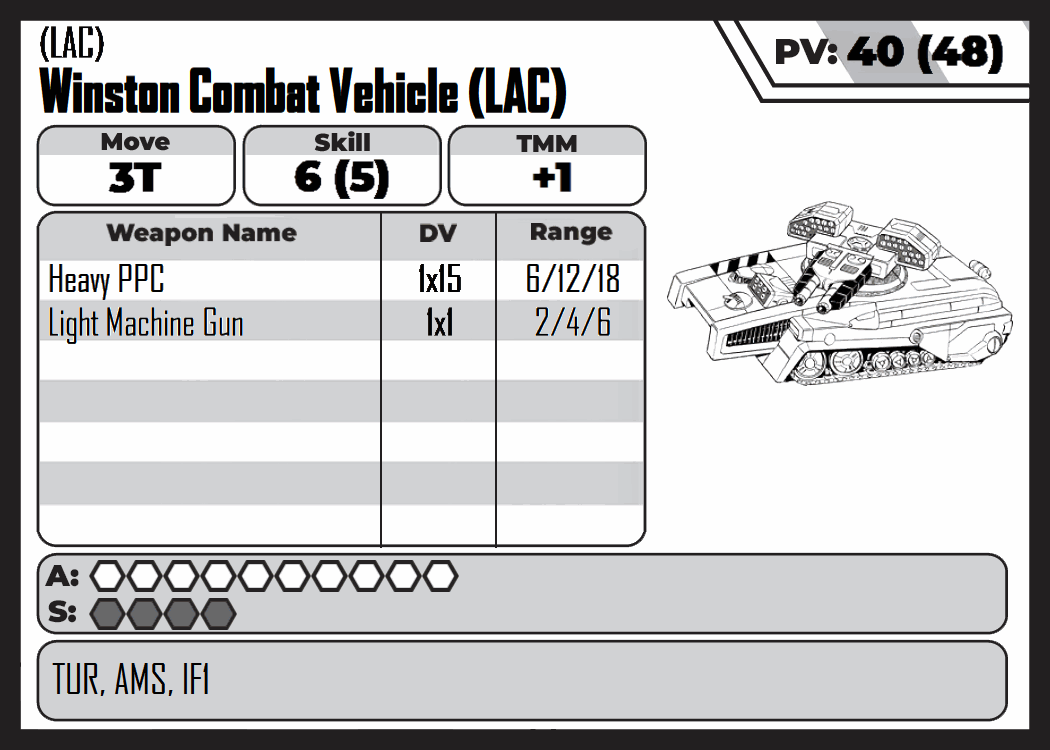 (LAC)
PV: 40 (48)
Winston Combat Vehicle (LAC)
Move Skill TMM
3T 6 (5) +1
Weapon Name DV Range
Heavy PPC 1x15 6/12/18
Light Machine Gun 1x1 2/4/6
A:
S:
TUR, AMS, IF1